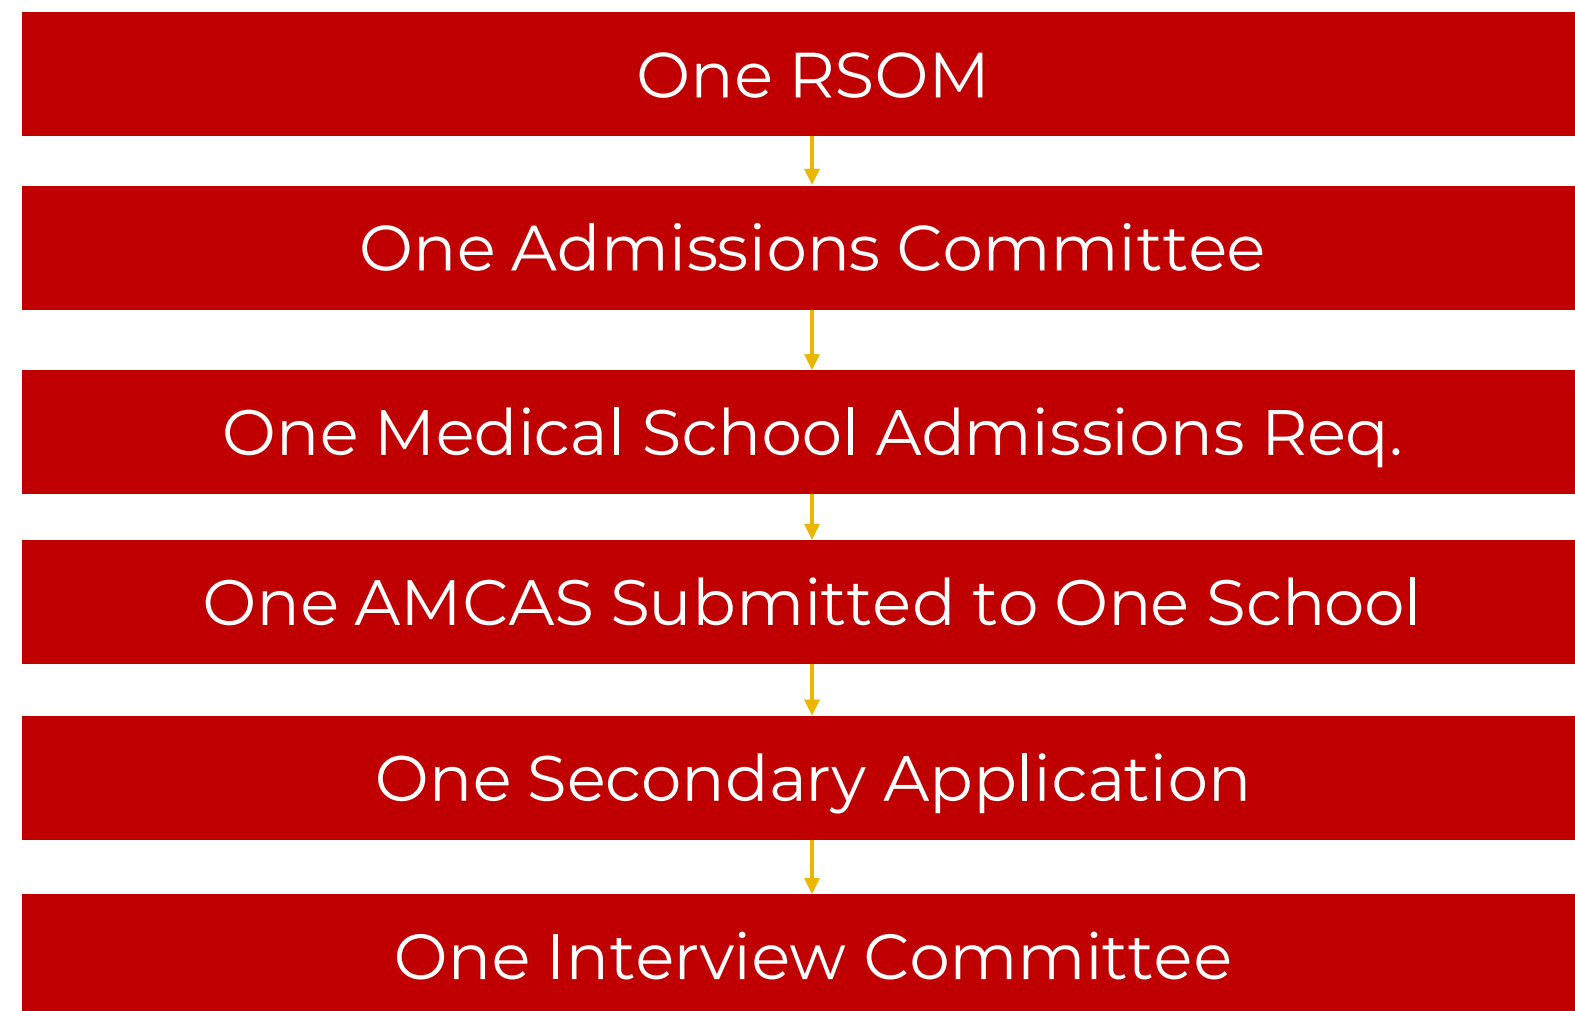 One RSOM
One Admissions Committee
One Medical School Admissions Req.
One AMCAS Submitted to One School
One Secondary Application
One Interview Committee